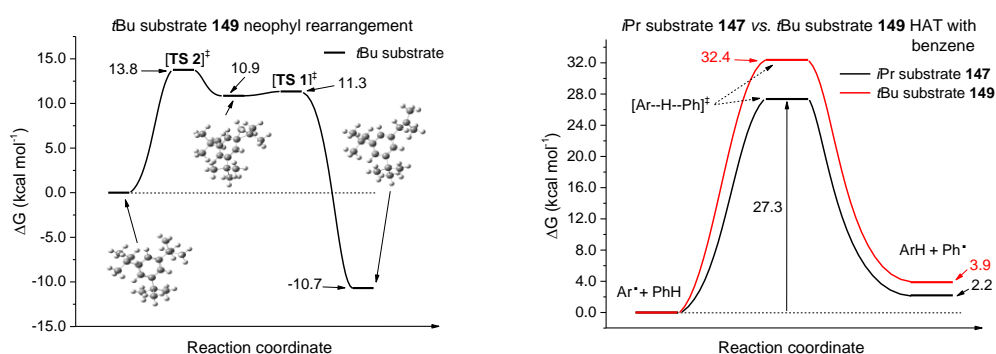 tBu substrate 149 neophyl rearrangement
15.0
10.0
5.0
0.0
-5.0
-10.0
-15.0
ΔG (kcal mol⁻¹)
Reaction coordinate
tBu substrate
[TS 2]‡
13.8
10.9
[TS 1]‡
11.3
-10.7
iPr substrate 147 vs. tBu substrate 149 HAT with
benzene
36.0
32.0
28.0
24.0
20.0
16.0
12.0
8.0
4.0
0.0
ΔG (kcal mol⁻¹)
Reaction coordinate
iPr substrate 147
tBu substrate 149
32.4
[Ar--H--Ph]‡
27.3
Ar• + PhH
ArH + Ph•
3.9
2.2